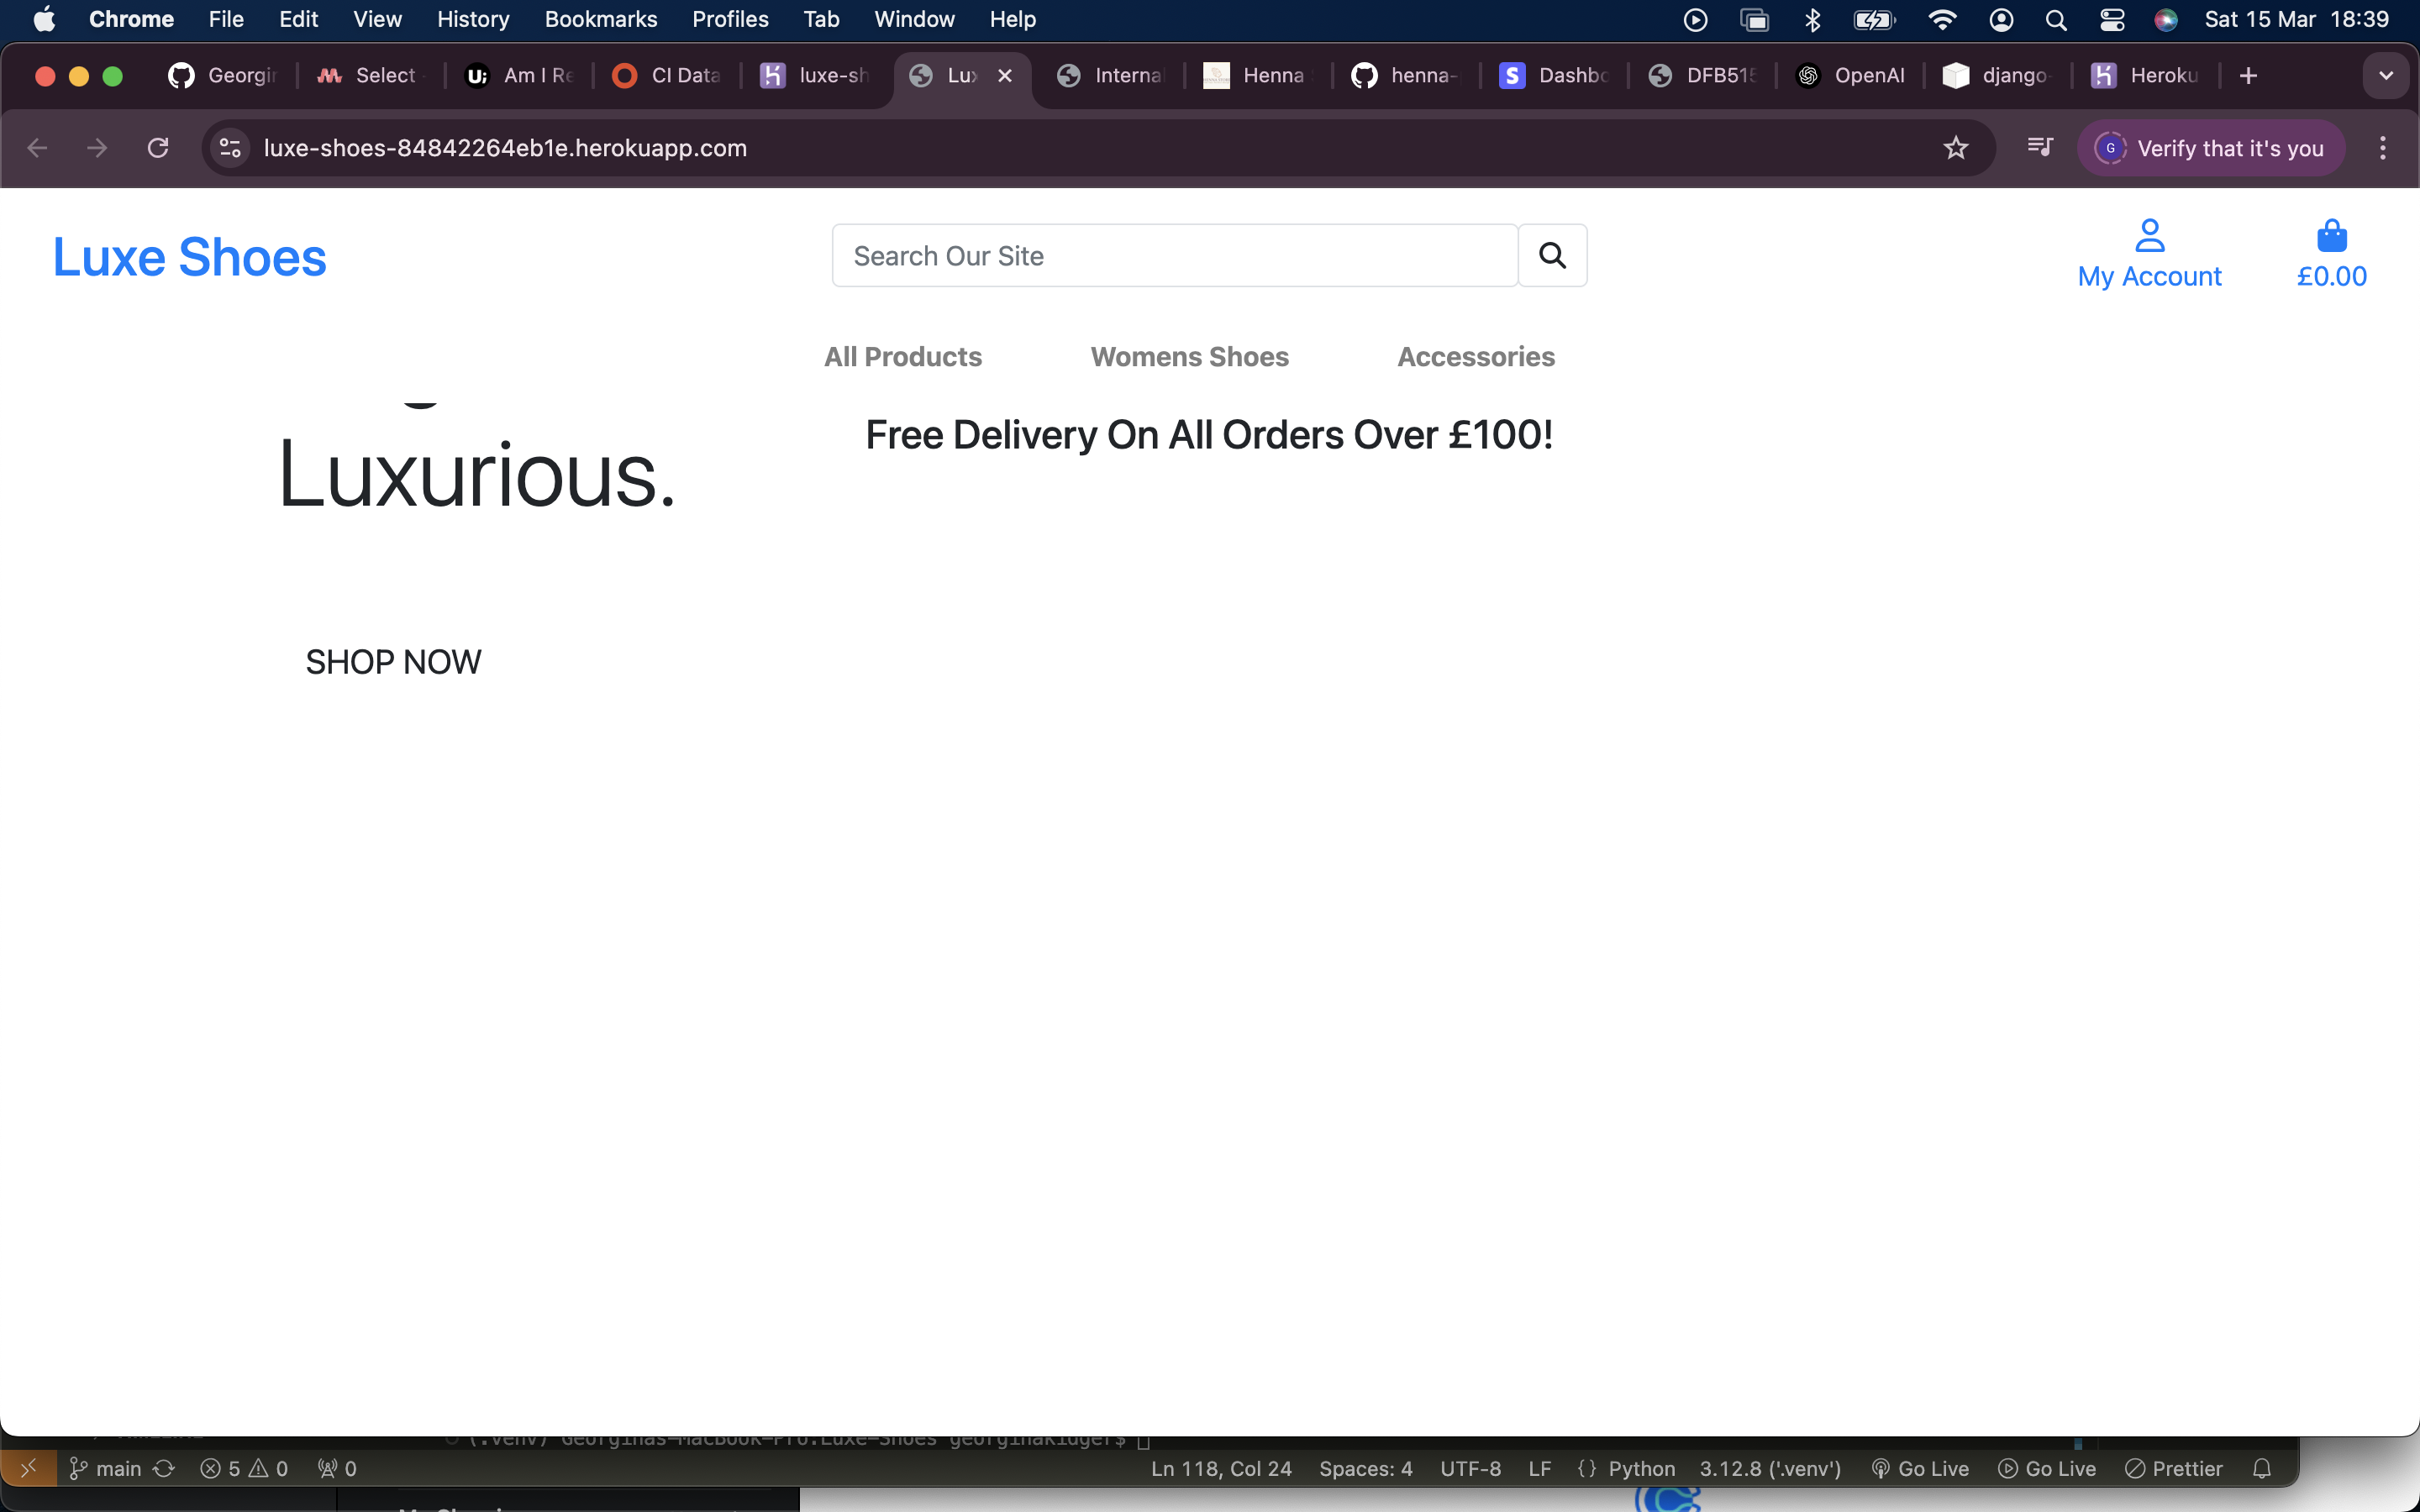 Chrome File Edit View History Bookmarks Profiles Tab Window Help Sat 15 Mar 18:39
Georgin Select Am I Re CI Data luxe-sh Lux Interna Henna henna- Dashbo DFB515 OpenAI django- Heroku
luxe-shoes-84842264eb1e.herokuapp.com G Verify that it's you
Luxe Shoes Search Our Site My Account £0.00
All Products Womens Shoes Accessories
Free Delivery On All Orders Over £100!
Luxurious.
SHOP NOW
(.venv) Georginas-MacBook-Pro:Luxe-Shoes georginakidger$
main 5 0 0 Ln 118, Col 24 Spaces: 4 UTF-8 LF {} Python 3.12.8 ('.venv') Go Live Go Live Prettier